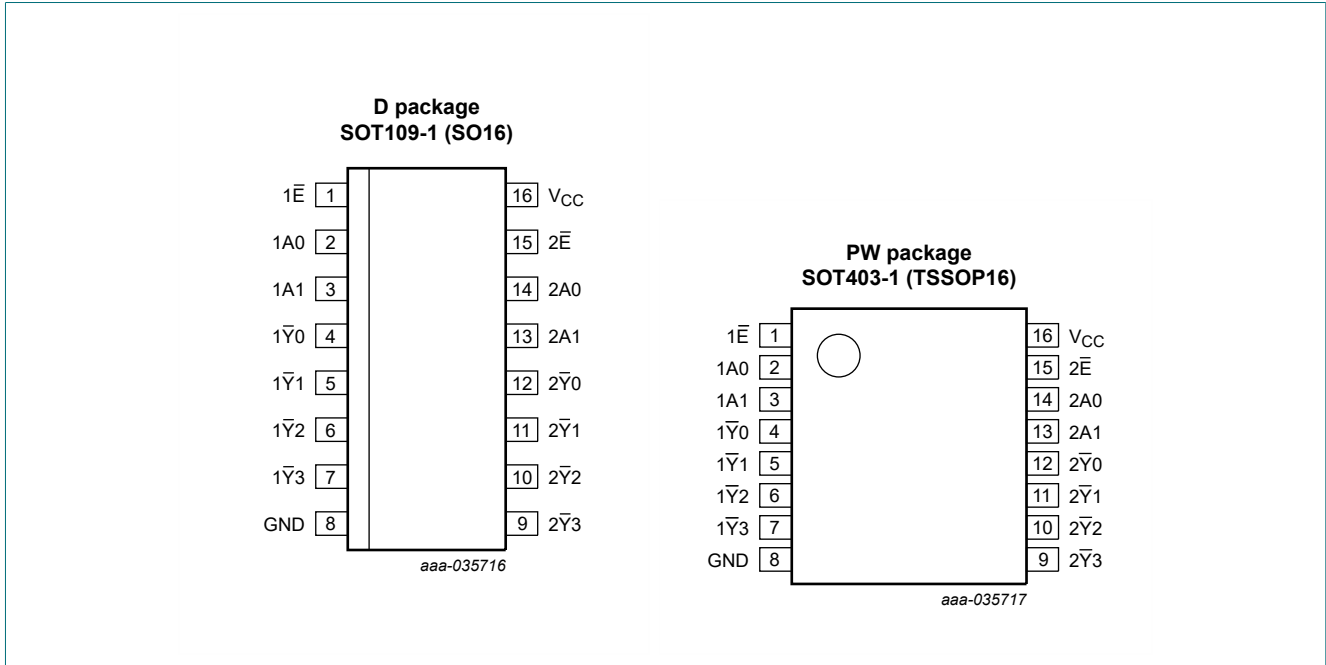 D package
SOT109-1 (SO16)
1E̅ 1 16 VCC
1A0 2 15 2E̅
1A1 3 14 2A0
1Y̅0 4 13 2A1
1Y̅1 5 12 2Y̅0
1Y̅2 6 11 2Y̅1
1Y̅3 7 10 2Y̅2
GND 8 9 2Y̅3
aaa-035716
PW package
SOT403-1 (TSSOP16)
1E̅ 1 16 VCC
1A0 2 15 2E̅
1A1 3 14 2A0
1Y̅0 4 13 2A1
1Y̅1 5 12 2Y̅0
1Y̅2 6 11 2Y̅1
1Y̅3 7 10 2Y̅2
GND 8 9 2Y̅3
aaa-035717